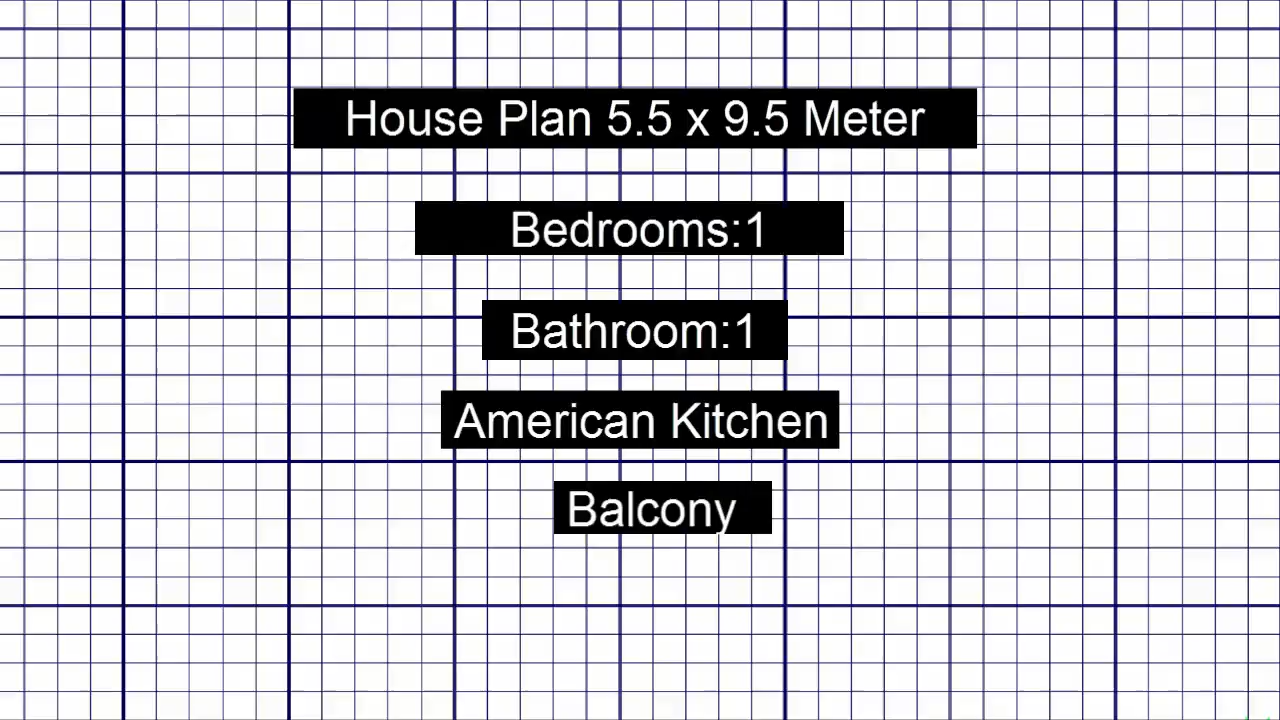 House Plan 5.5 x 9.5 Meter
Bedrooms:1
Bathroom:1
American Kitchen
Balcony